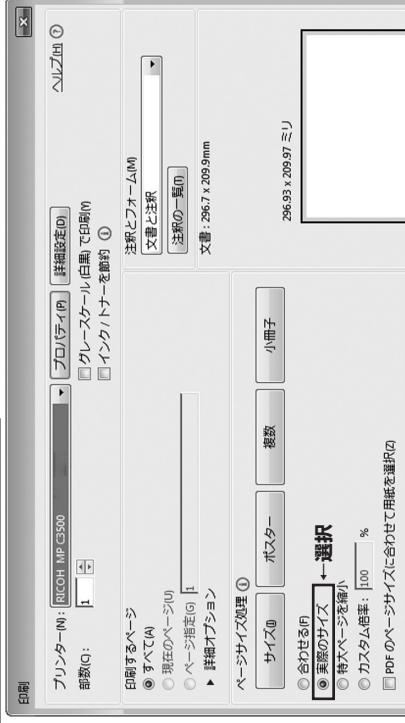 印刷
プリンター(N): RICOH MP C3500 プロパティ(P) 詳細設定(D) ヘルプ(H)
部数(C): 1 グレースケール (白黒) で印刷(Y)
インク / トナーを節約
印刷するページ
すべて(A)
現在のページ(U)
ページ指定(G) 1
詳細オプション
注釈とフォーム(M)
文書と注釈
注釈の一覧(T)
文書 : 296.7 x 209.9mm
296.93 x 209.97 ミリ
ページサイズ処理
サイズ(I) ポスター 複数 小冊子
合わせる(F)
実際のサイズ ←選択
特大ページを縮小
カスタム倍率 : 100 %
PDF のページサイズに合わせて用紙を選択(Z)